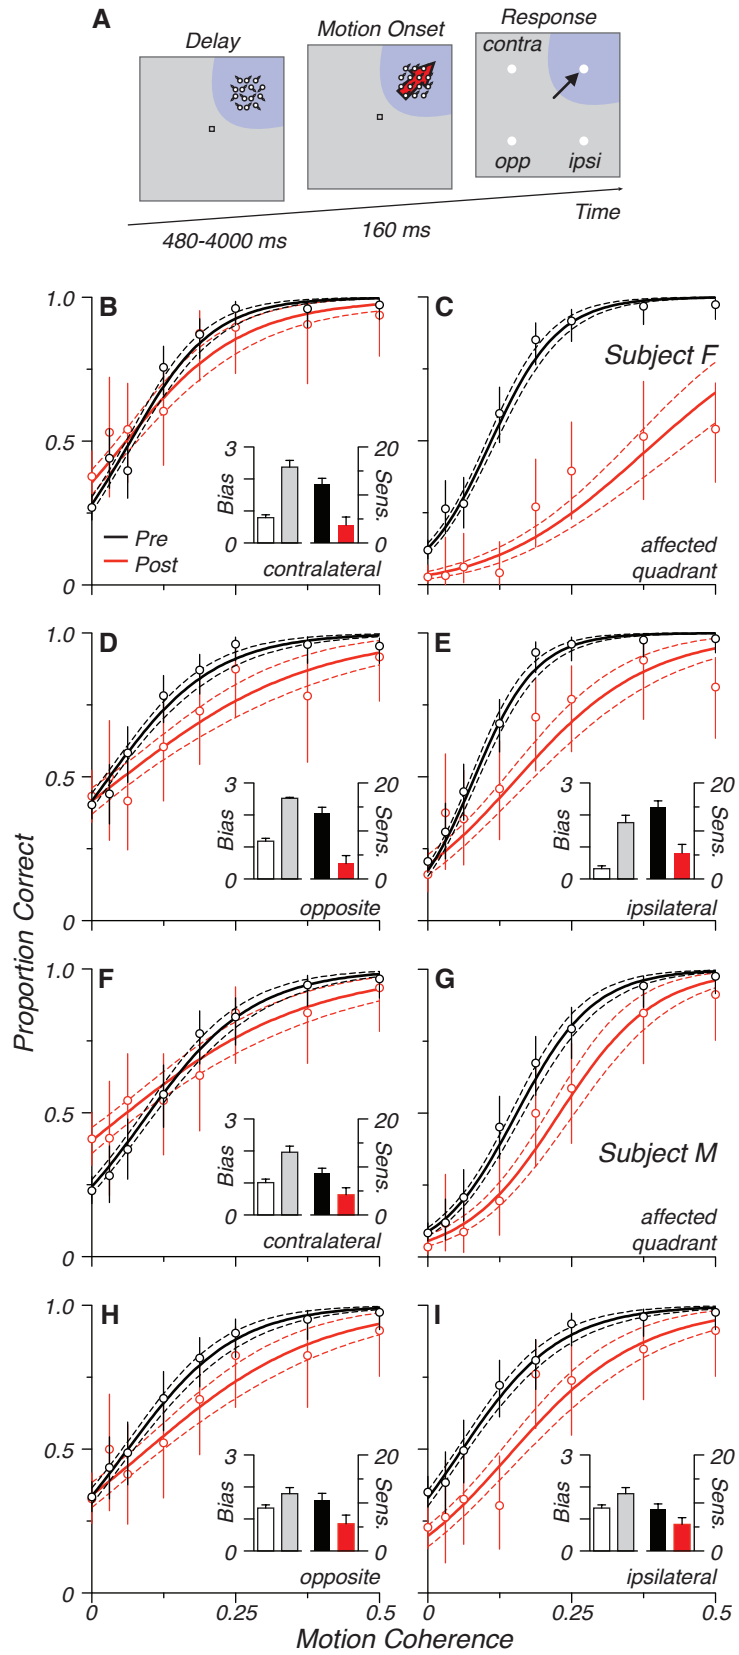 A
Delay
Motion Onset
Response
contra
opp
ipsi
Time
480-4000 ms
160 ms
Proportion Correct
B
1.0
0.5
0
Pre
Post
3
0
Bias
20
0
Sens.
contralateral
C
Subject F
affected
quadrant
D
1.0
0.5
0
3
0
Bias
20
0
Sens.
opposite
E
3
0
Bias
20
0
Sens.
ipsilateral
F
1.0
0.5
0
3
0
Bias
20
0
Sens.
contralateral
G
Subject M
affected
quadrant
H
1.0
0.5
0
3
0
Bias
20
0
Sens.
opposite
0
0.25
0.5
I
3
0
Bias
20
0
Sens.
ipsilateral
0
0.25
0.5
Motion Coherence